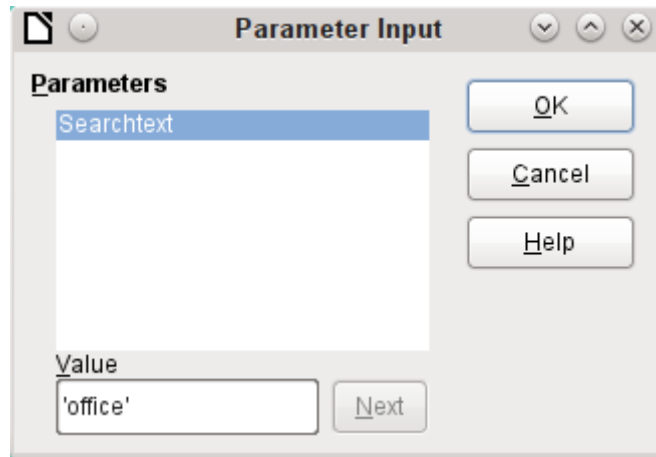 Parameter Input
Parameters
Searchtext
OK
Cancel
Help
Value
'office'
Next